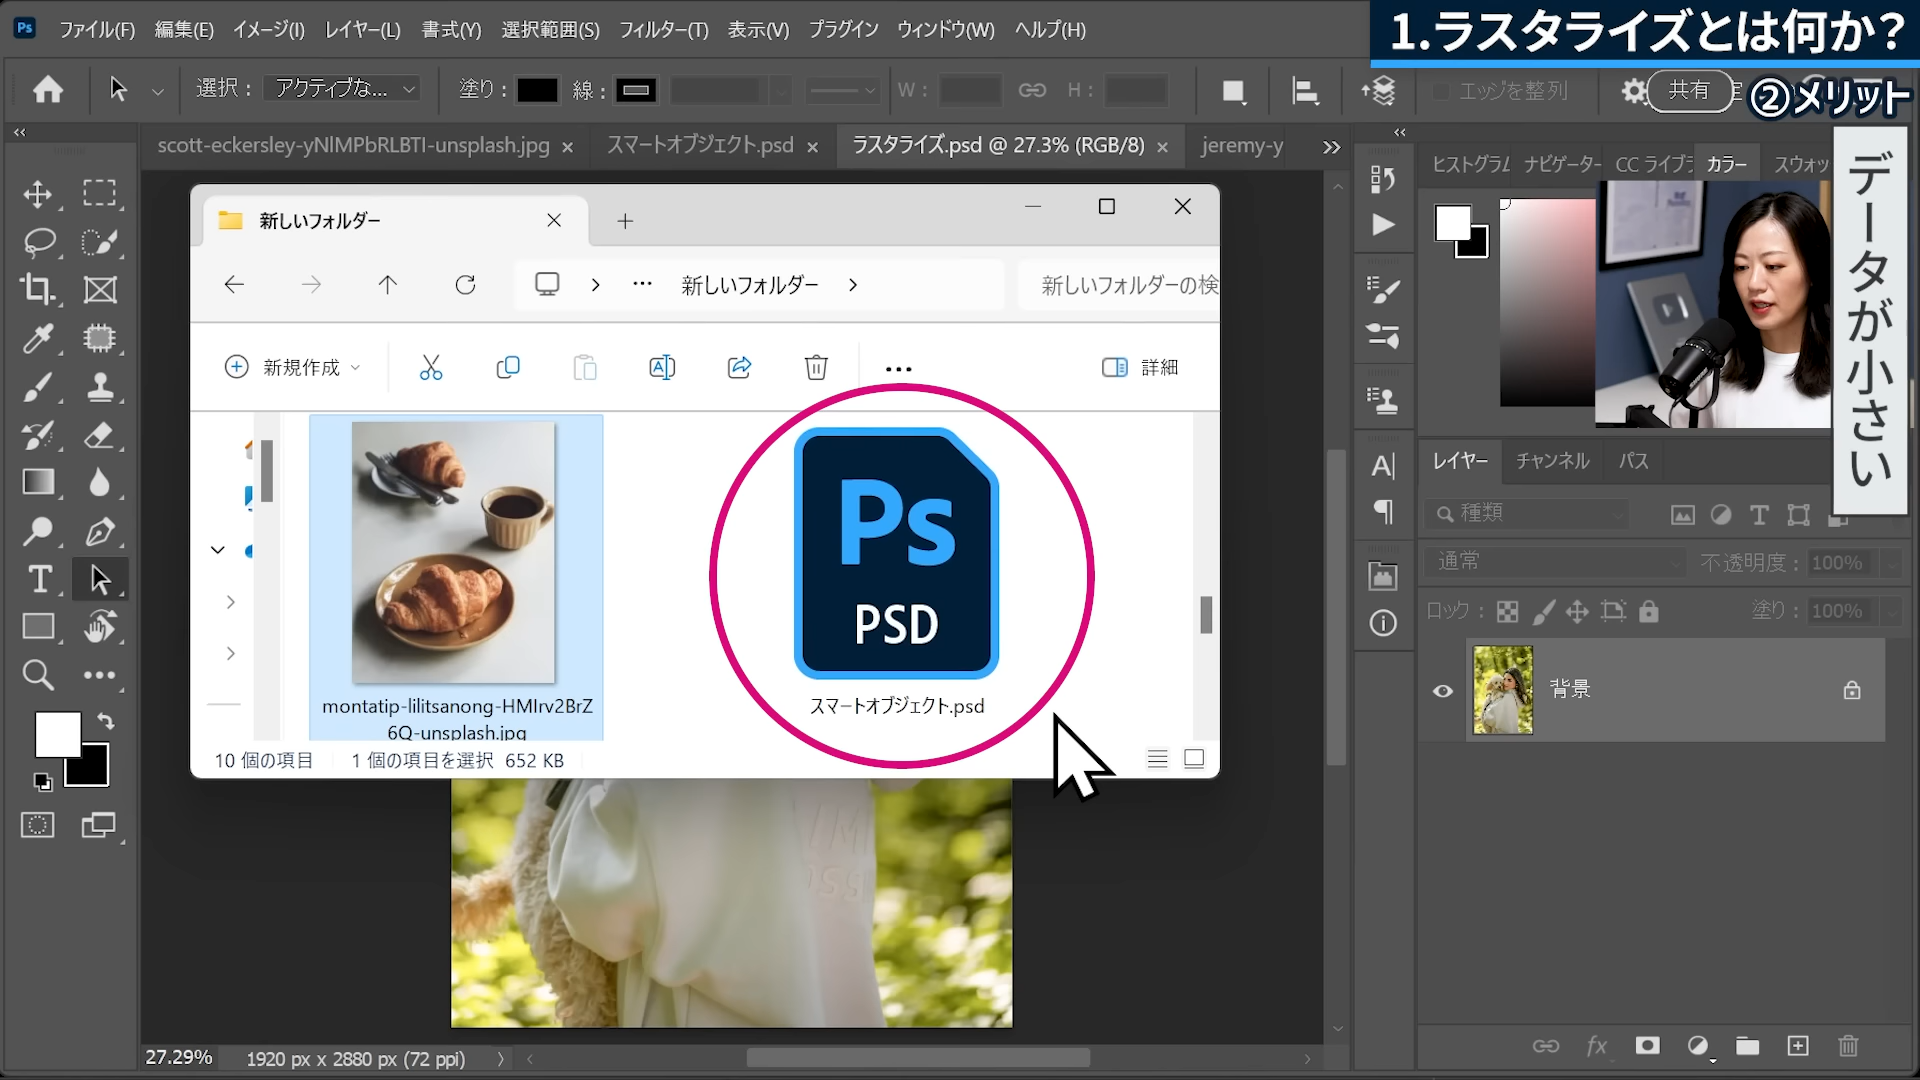 ファイル(F) 編集(E) イメージ(I) レイヤー(L) 書式(Y) 選択範囲(S) フィルター(T) 表示(V) プラグイン ウィンドウ(W) ヘルプ(H)
1.ラスタライズとは何か?
選択： アクティブな... 塗り： 線： W： H： エッジを整列 共有
②メリット
データが小さい
scott-eckersley-yNlMPbRLBTI-unsplash.jpg × スマートオブジェクト.psd × ラスタライズ.psd @ 27.3% (RGB/8) × jeremy-y
ヒストグラム ナビゲーター CC ライブラ カラー スウォッ
新しいフォルダー
新しいフォルダー
新しいフォルダーの検
新規作成
詳細
Ps
PSD
montatip-lilitsanong-HMIrv2BrZ
6Q-unsplash.jpg
スマートオブジェクト.psd
10 個の項目 1 個の項目を選択 652 KB
レイヤー チャンネル パス
種類
通常 不透明度： 100%
ロック： 塗り： 100%
背景
27.29% 1920 px x 2880 px (72 ppi)